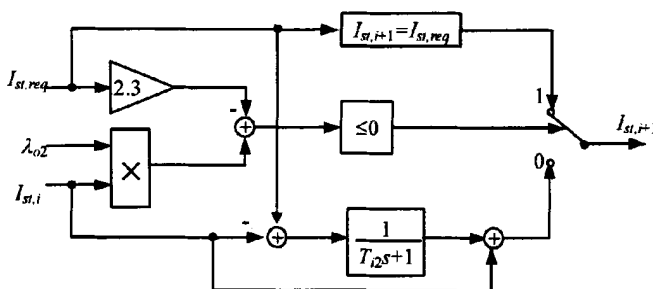 I_{st,i+1}=I_{st,req}
I_{st,req}
2.3
-
+
≤0
1
I_{st,i+1}
λ_{o2}
×
I_{st,i}
0
-
+
1
T_{i2}s+1
+